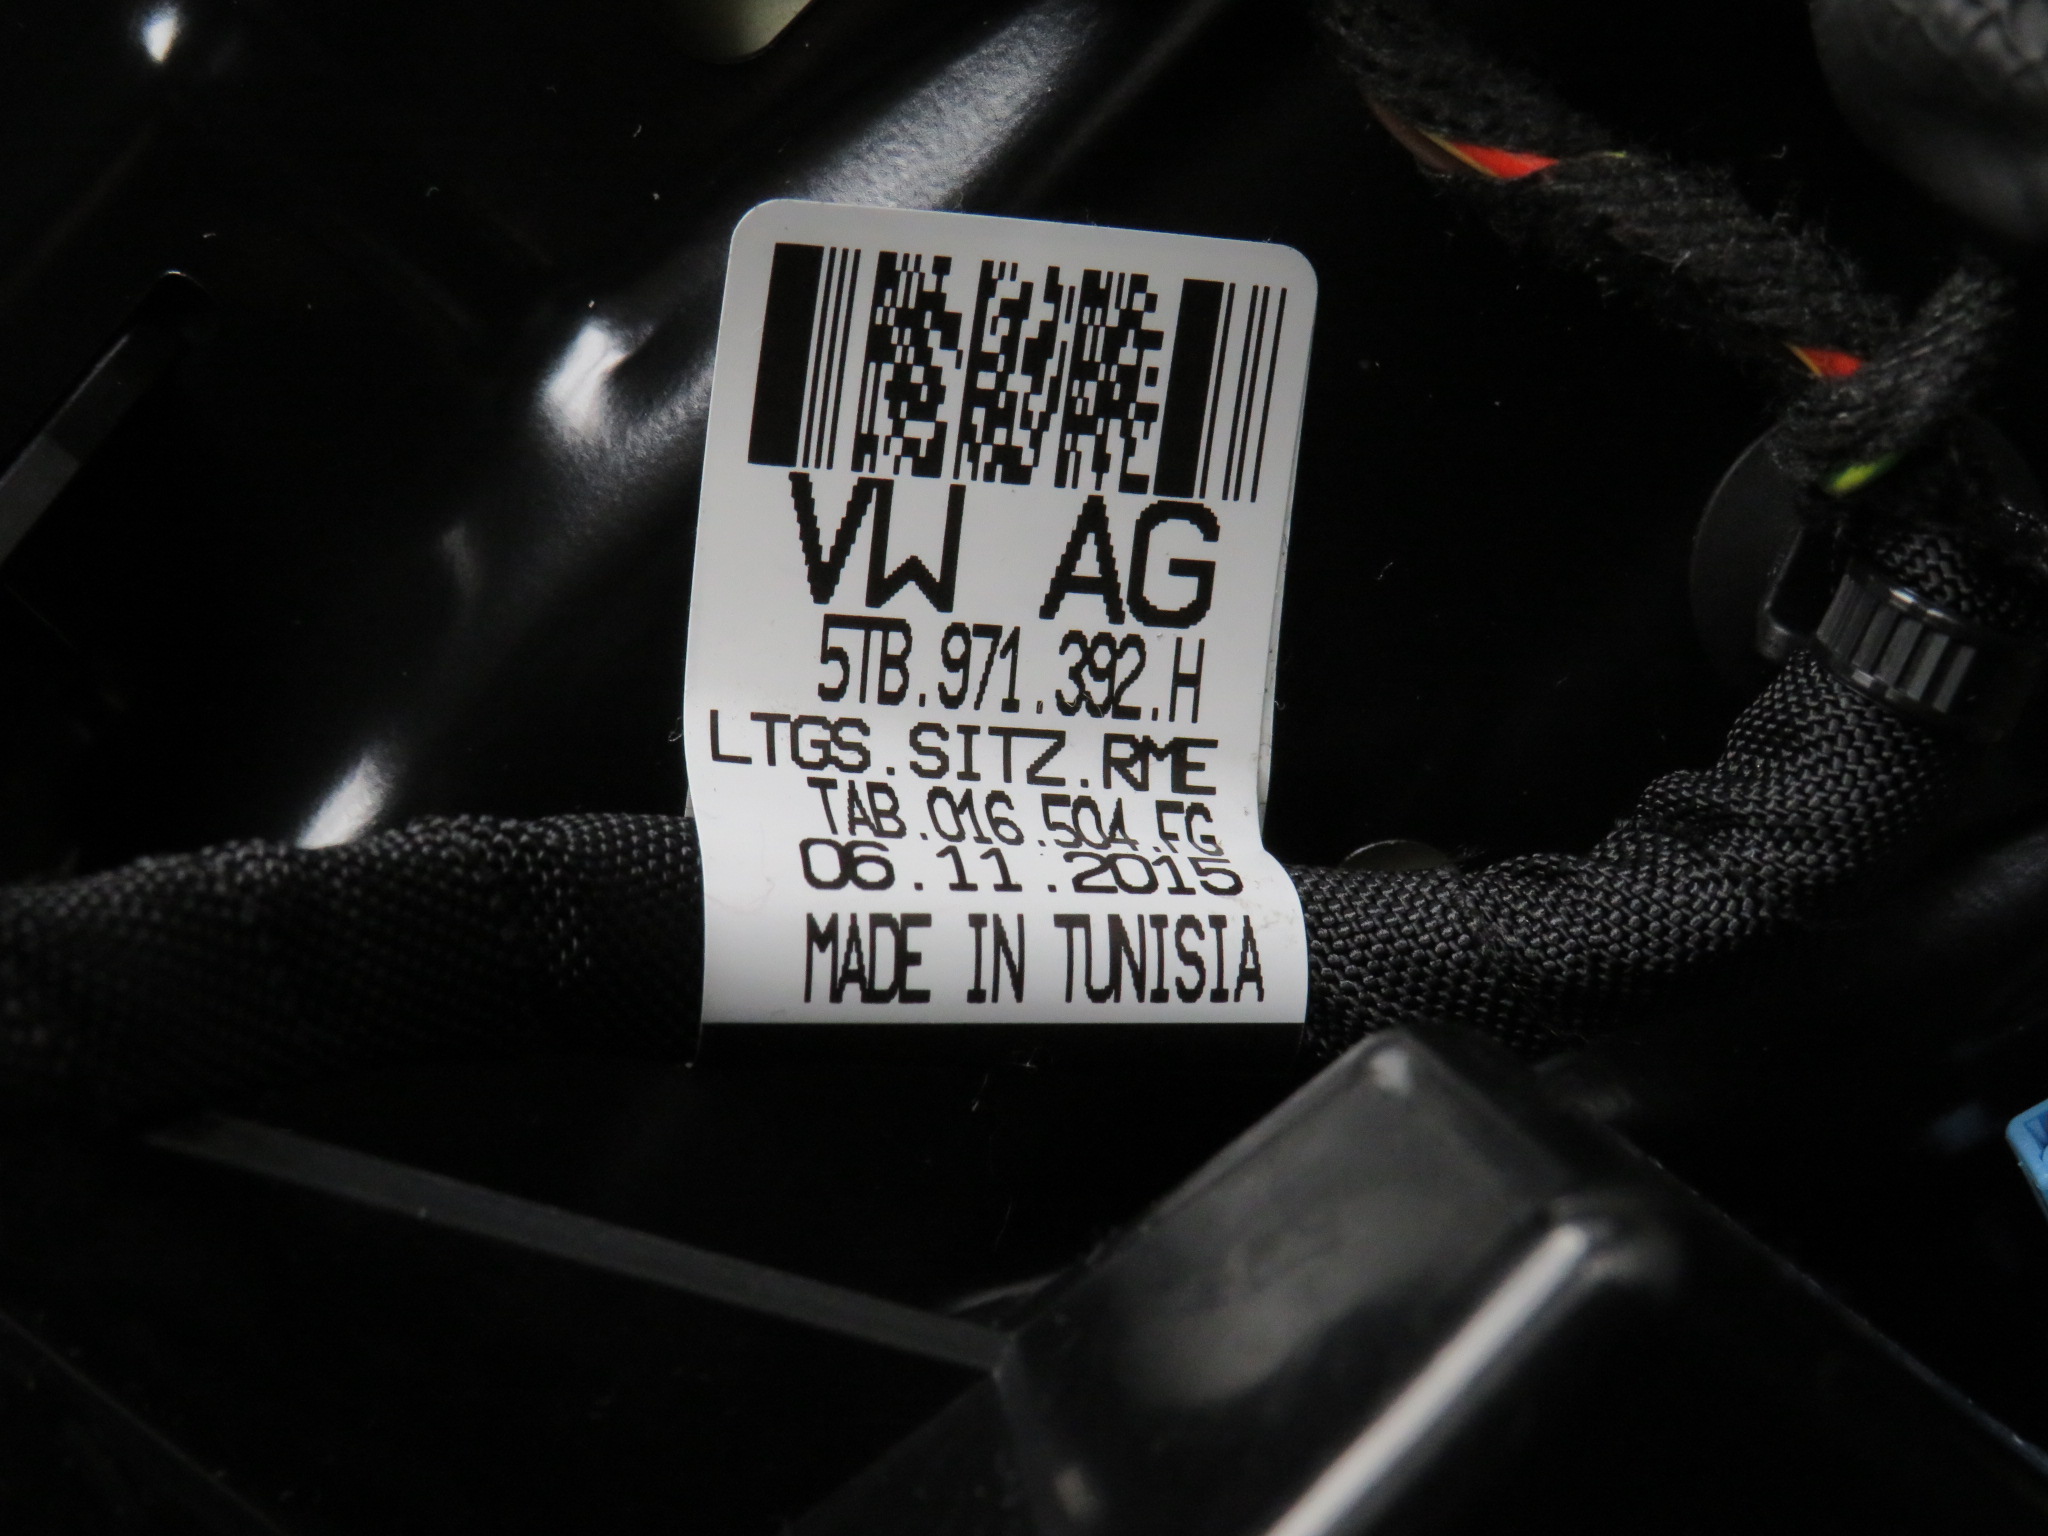 VW AG
5TB.971.392.H
LTGS.SITZ.RME
TAB.016.504.FG
06.11.2015
MADE IN TUNISIA